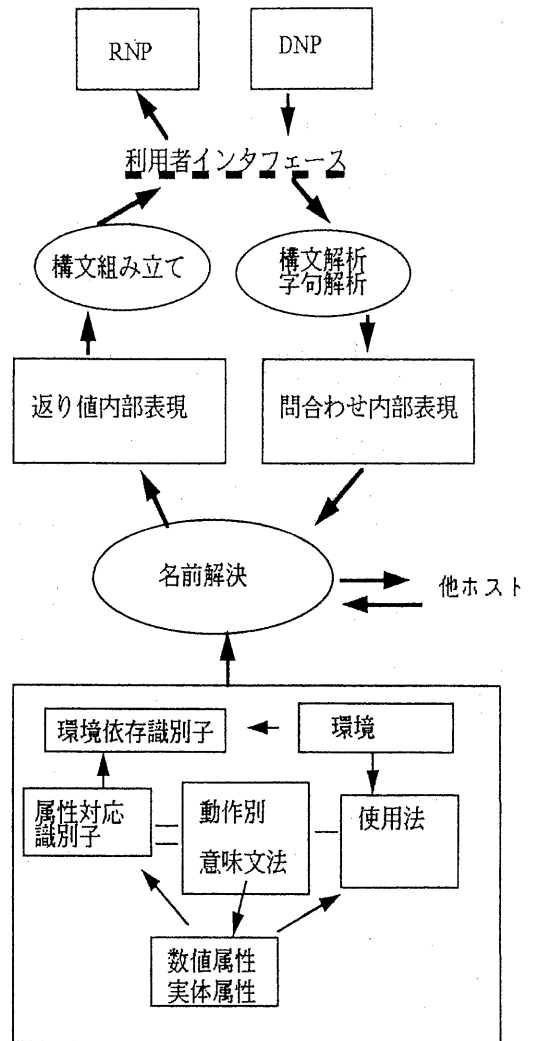 RNP
DNP
利用者インタフェース
構文組み立て
構文解析
字句解析
返り値内部表現
問合わせ内部表現
名前解決
他ホスト
環境依存識別子
環境
属性対応
識別子
動作別
意味文法
使用法
数値属性
実体属性